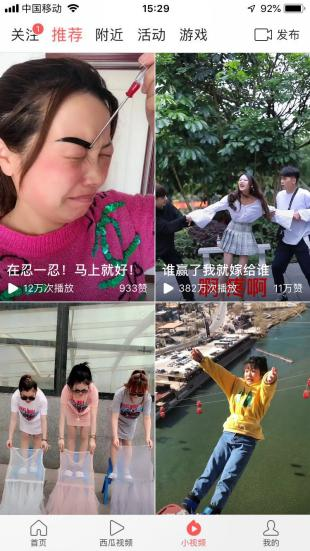 中国移动 15:29 92%
关注 1 推荐 附近 活动 游戏 发布
在忍一忍！马上就好！
12万次播放 933赞
谁赢了我就嫁给谁
382万次播放 11万赞
首页 西瓜视频 小视频 我的